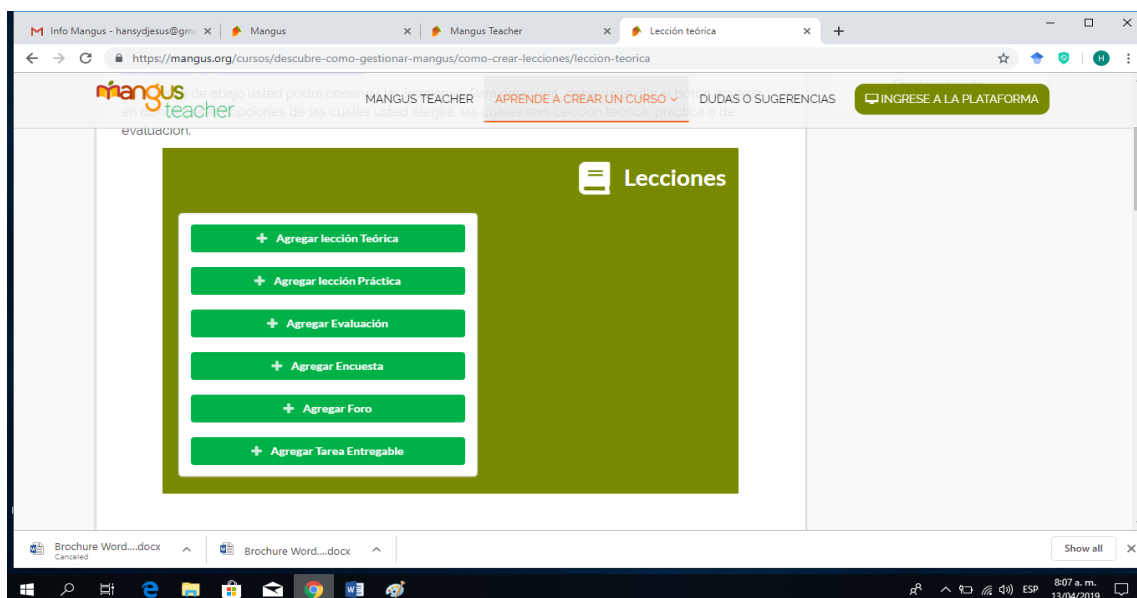 Info Mangus - hansydjesus@gm
Mangus
Mangus Teacher
Lección teórica
https://mangus.org/cursos/descubre-como-gestionar-mangus/como-crear-lecciones/leccion-teorica
H
mangus
teacher
MANGUS TEACHER
APRENDE A CREAR UN CURSO
DUDAS O SUGERENCIAS
INGRESE A LA PLATAFORMA
de abajo usted podrá
opciones de las cuales usted elegirá, las cuales son: Lección teórica, práctica o de
evaluación.
Lecciones
Agregar lección Teórica
Agregar lección Práctica
Agregar Evaluación
Agregar Encuesta
Agregar Foro
Agregar Tarea Entregable
Brochure Word....docx
Canceled
Brochure Word....docx
Show all
ESP
8:07 a. m.
13/04/2019